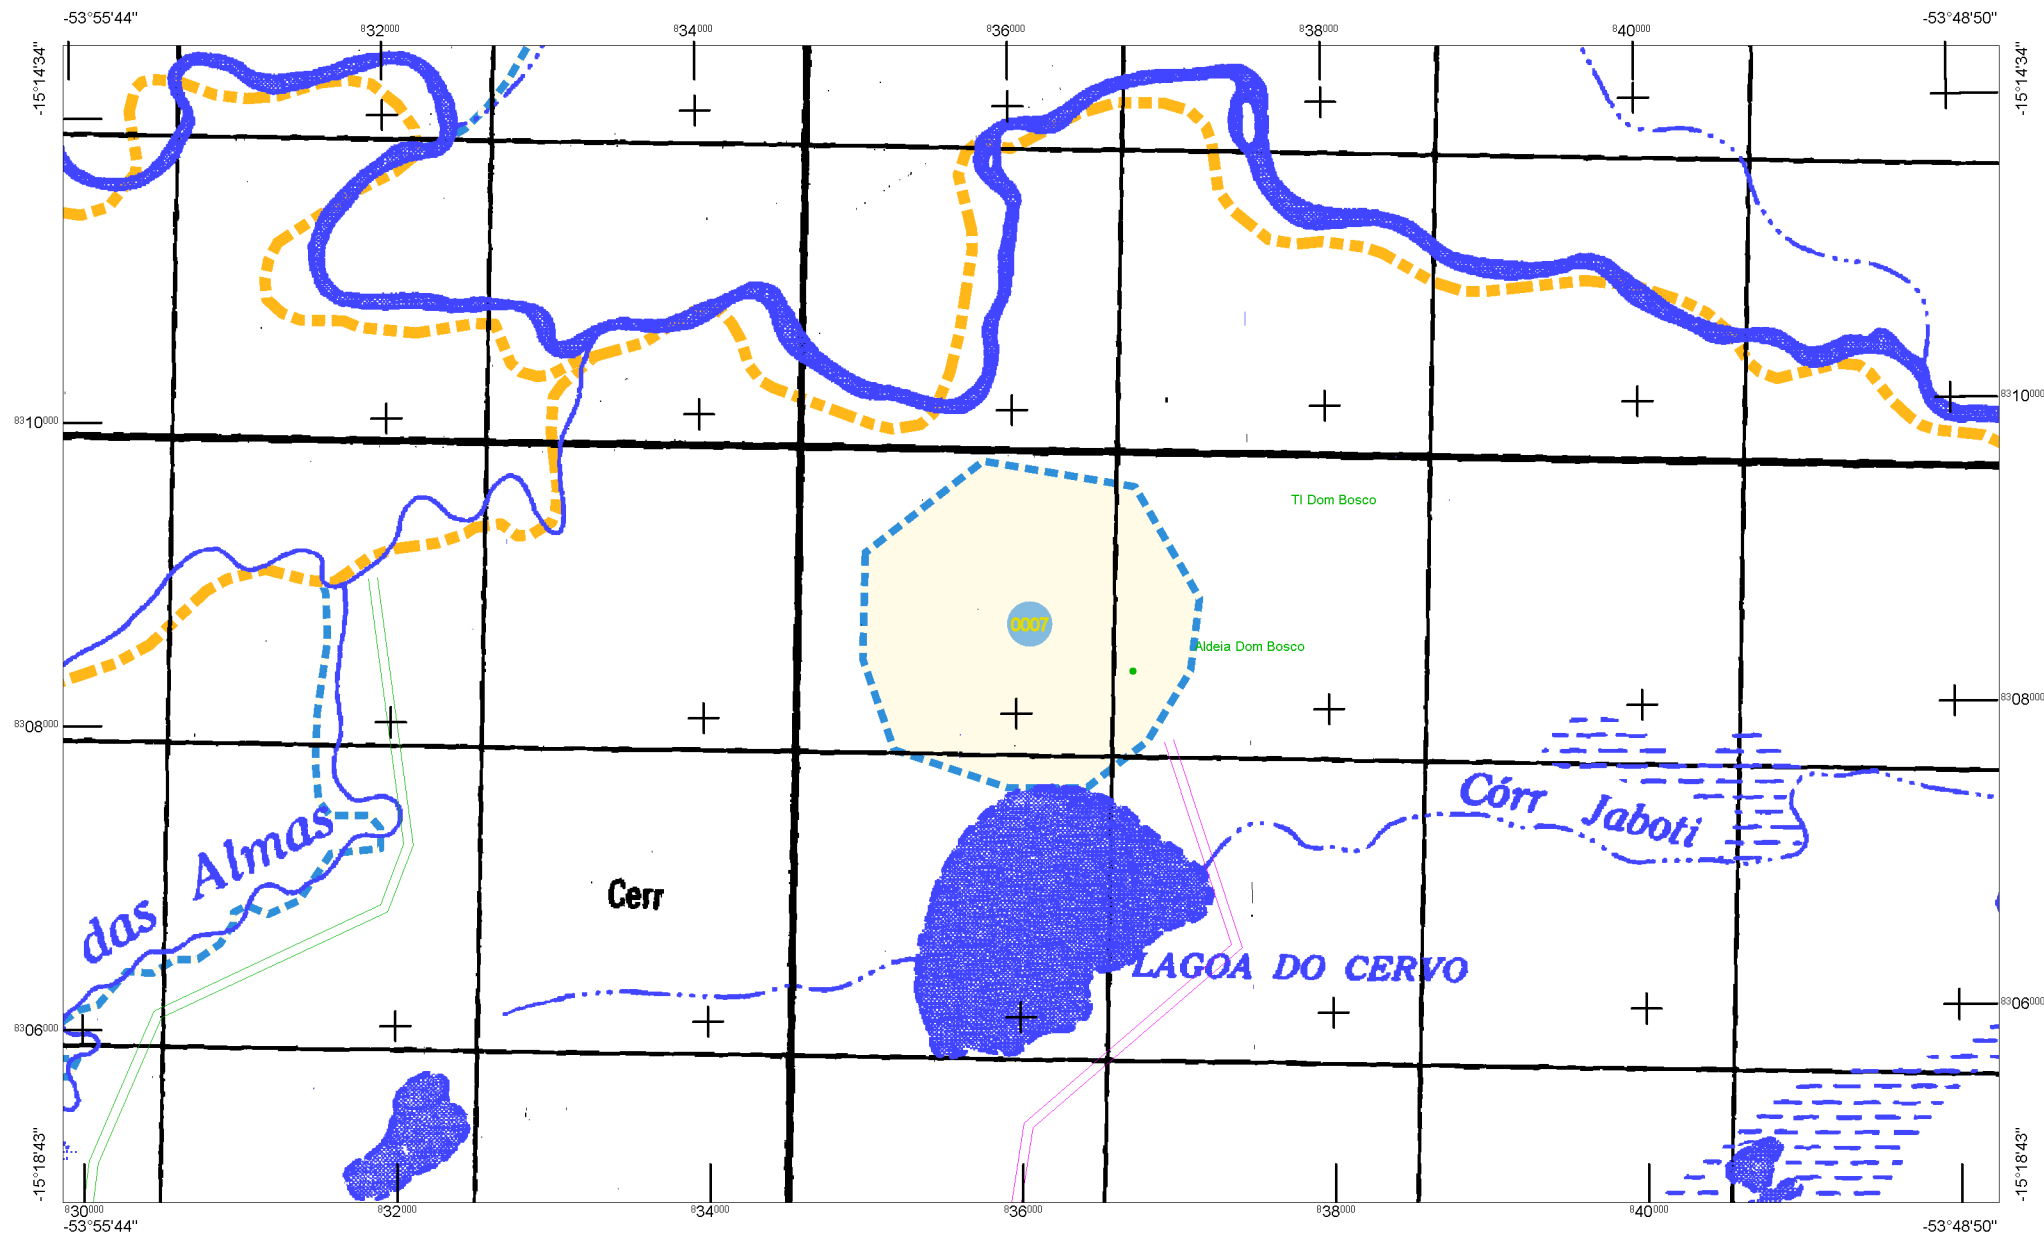 -53°55'44" -53°48'50"
832000 834000 836000 838000 840000
-15°14'34" -15°14'34"
8310000 8310000
TI Dom Bosco
0007
Aldeia Dom Bosco
8308000 8308000
Córr Jaboti
das Almas
Cerr
LAGOA DO CERVO
8306000 8306000
-15°18'43" -15°18'43"
830000 832000 834000 836000 838000 840000
-53°55'44" -53°48'50"